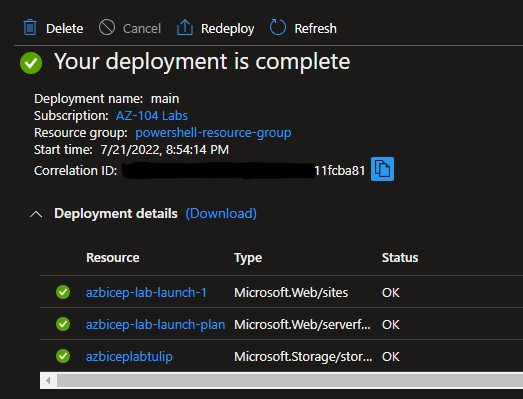 Delete Cancel Redeploy Refresh
Your deployment is complete
Deployment name: main
Subscription: AZ-104 Labs
Resource group: powershell-resource-group
Start time: 7/21/2022, 8:54:14 PM
Correlation ID: 11fcba81
Deployment details (Download)
Resource Type Status
azbicep-lab-launch-1 Microsoft.Web/sites OK
azbicep-lab-launch-plan Microsoft.Web/serverf... OK
azbiceplabtulip Microsoft.Storage/stor... OK